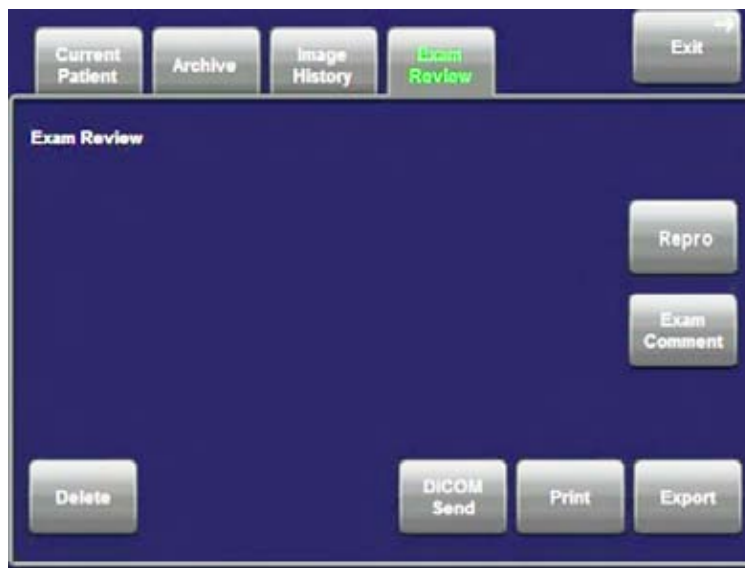 Current
Patient
Archive
Image
History
Exam
Review
Exit
Exam Review
Repro
Exam
Comment
Delete
DICOM
Send
Print
Export